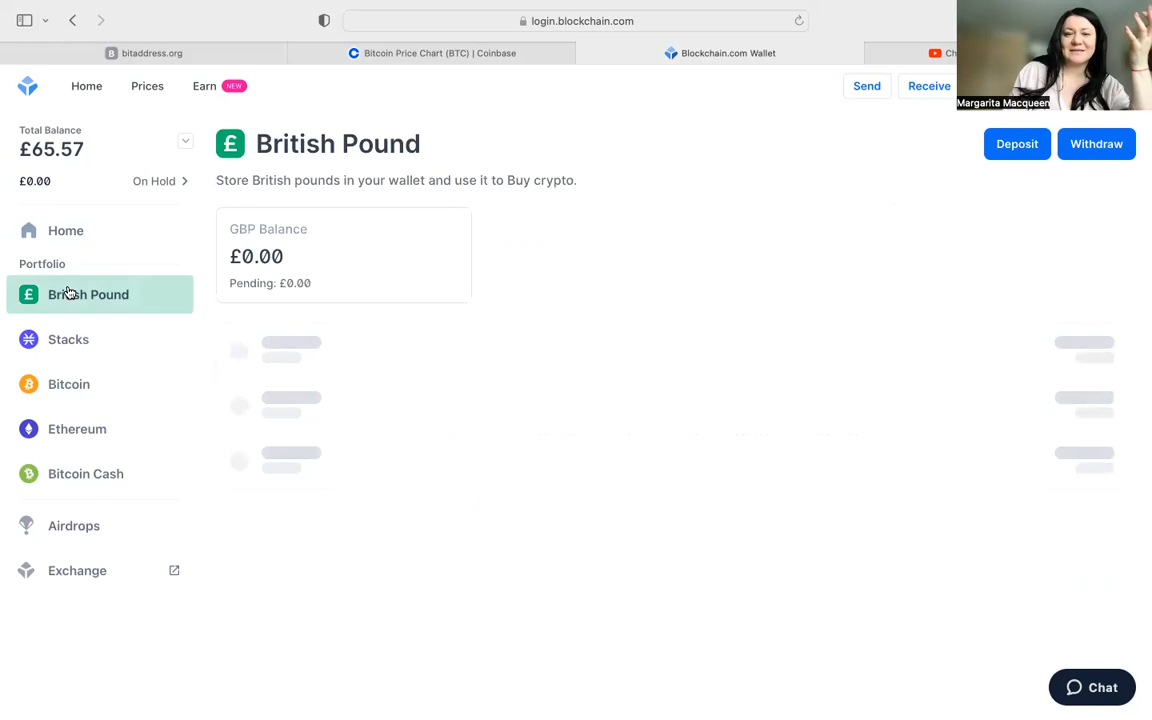 login.blockchain.com
bitaddress.org
Bitcoin Price Chart (BTC) | Coinbase
Blockchain.com Wallet
Ch
Home
Prices
Earn NEW
Send
Receive
Margarita Macqueen
Total Balance
£65.57
£0.00 On Hold
British Pound
Deposit
Withdraw
Store British pounds in your wallet and use it to Buy crypto.
GBP Balance
£0.00
Pending: £0.00
Home
Portfolio
British Pound
Stacks
Bitcoin
Ethereum
Bitcoin Cash
Airdrops
Exchange
Chat